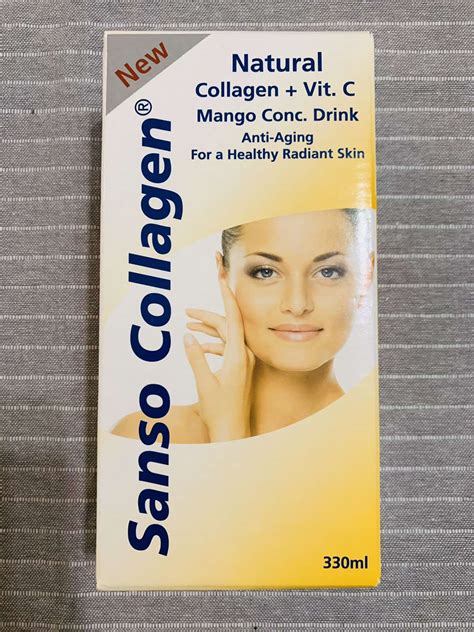 New
Natural
Collagen + Vit. C
Mango Conc. Drink
Anti-Aging
For a Healthy Radiant Skin
Sanso Collagen®
330ml